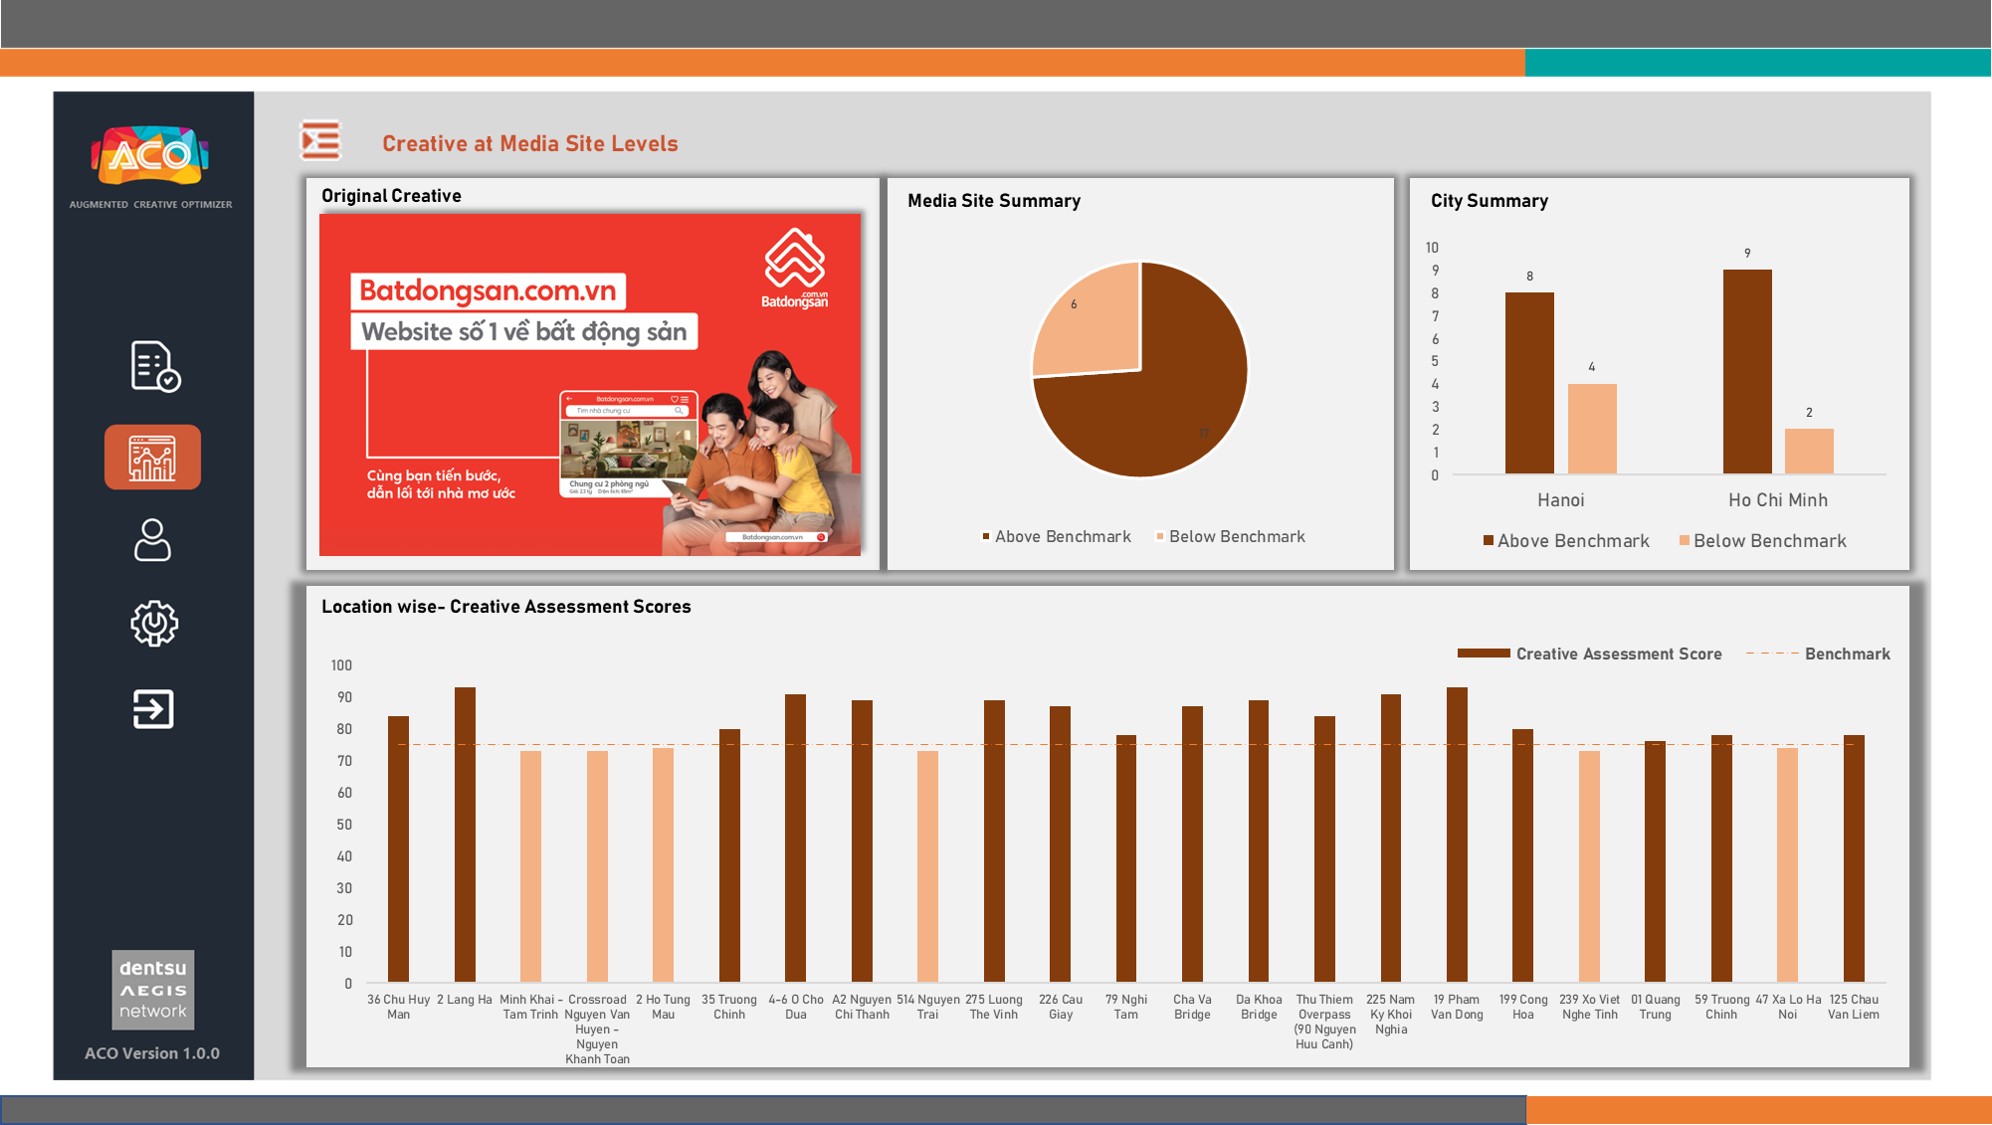 ACO
AUGMENTED CREATIVE OPTIMIZER
Creative at Media Site Levels
Original Creative
Batdongsan.com.vn
Website số 1 về bất động sản
.com.vn
Batdongsan
Batdongsan.com.vn
Tìm nhà chung cư
Chung cư 2 phòng ngủ
Cùng bạn tiến bước,
dẫn lối tới nhà mơ ước
Batdongsan.com.vn
Media Site Summary
6
17
Above Benchmark
Below Benchmark
City Summary
10
9
8
7
6
5
4
3
2
1
0
8
4
9
2
Hanoi
Ho Chi Minh
Above Benchmark
Below Benchmark
Location wise- Creative Assessment Scores
Creative Assessment Score
Benchmark
100
90
80
70
60
50
40
30
20
10
0
36 Chu Huy
Man
2 Lang Ha
Minh Khai -
Tam Trinh
Crossroad
Nguyen Van
Huyen -
Nguyen
Khanh Toan
2 Ho Tung
Mau
35 Truong
Chinh
4-6 O Cho
Dua
A2 Nguyen
Chi Thanh
514 Nguyen
Trai
275 Luong
The Vinh
226 Cau
Giay
79 Nghi
Tam
Cha Va
Bridge
Da Khoa
Bridge
Thu Thiem
Overpass
(90 Nguyen
Huu Canh)
225 Nam
Ky Khoi
Nghia
19 Pham
Van Dong
199 Cong
Hoa
239 Xo Viet
Nghe Tinh
01 Quang
Trung
59 Truong
Chinh
47 Xa Lo Ha
Noi
125 Chau
Van Liem
dentsu
AEGIS
network
ACO Version 1.0.0